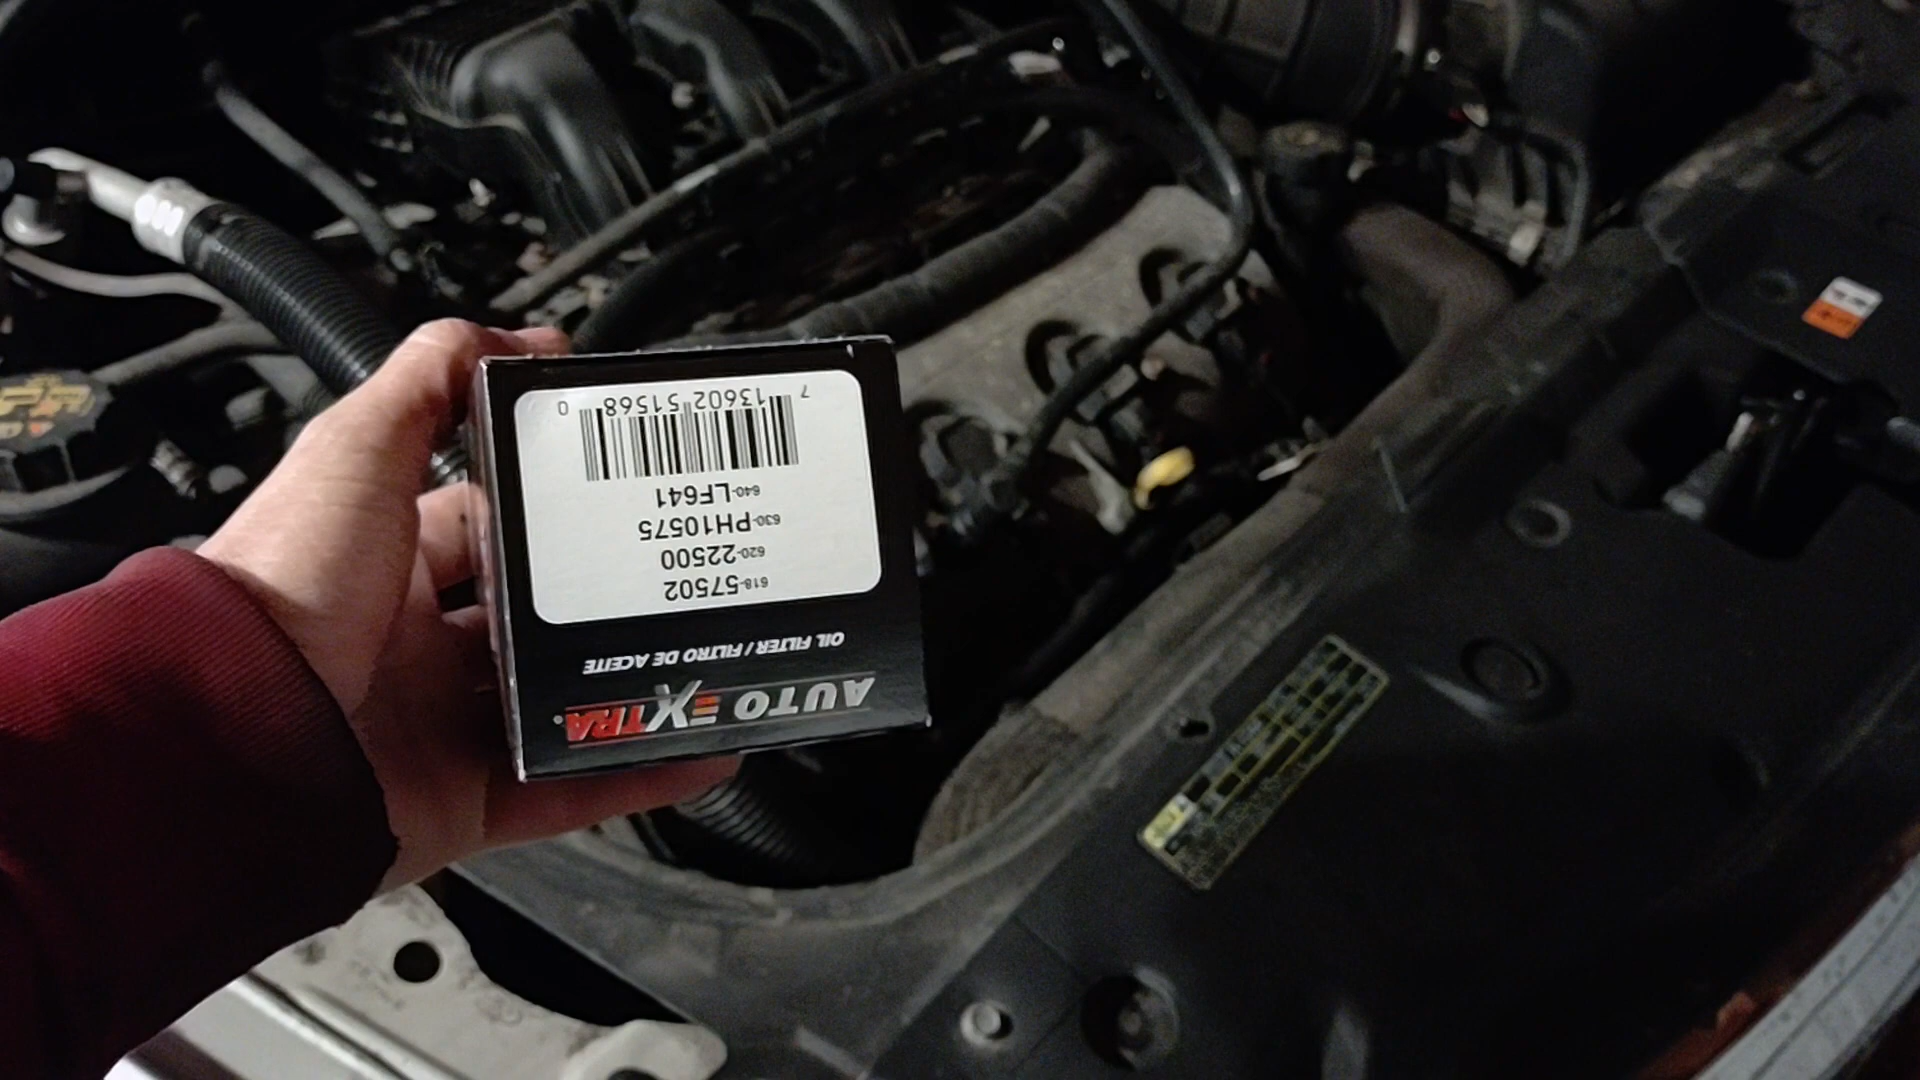 AUTO EXTRA®
OIL FILTER / FILTRO DE ACEITE
618-57502
620-22500
630-PH10575
640-LF641
7 13602 51568 0